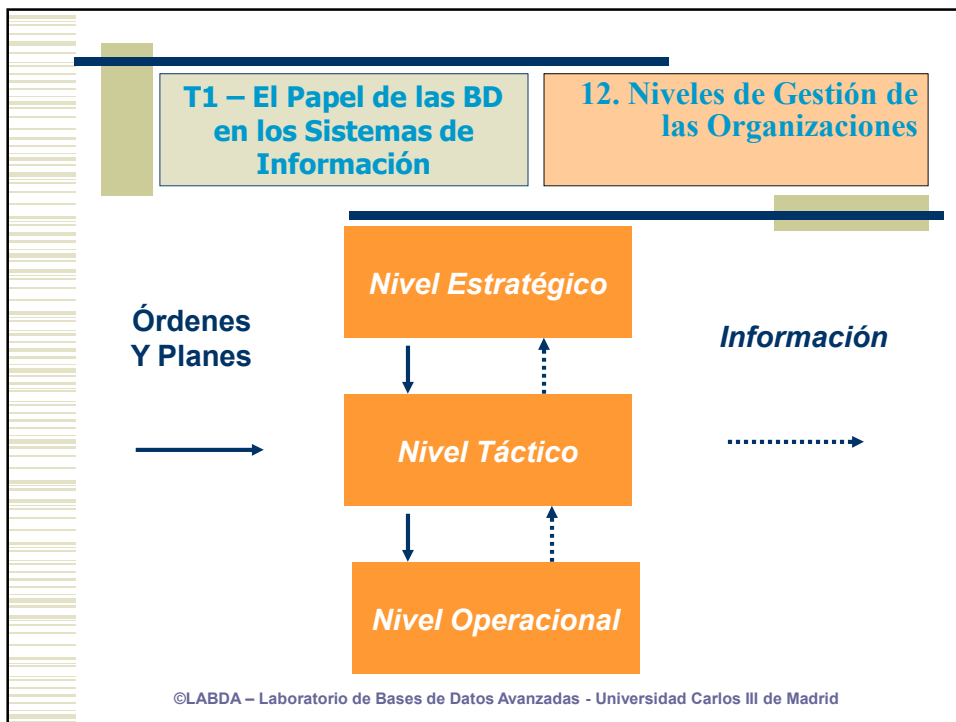 T1 – El Papel de las BD
en los Sistemas de
Información
12. Niveles de Gestión de
las Organizaciones
Nivel Estratégico
Órdenes
Y Planes
Información
Nivel Táctico
Nivel Operacional
©LABDA – Laboratorio de Bases de Datos Avanzadas - Universidad Carlos III de Madrid